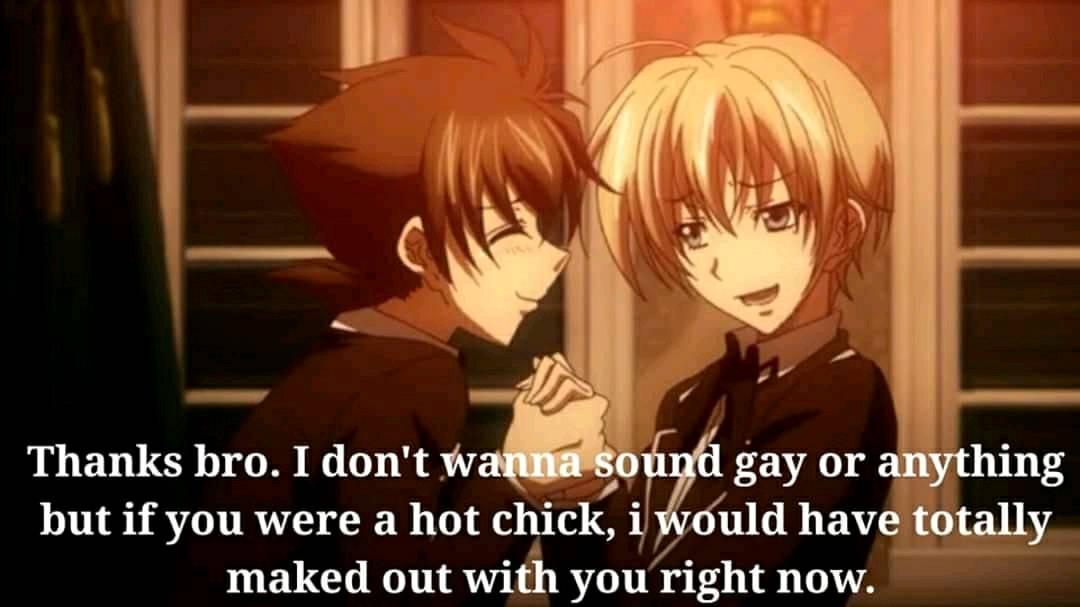 Thanks bro. I don't wanna sound gay or anything
but if you were a hot chick, i would have totally
maked out with you right now.